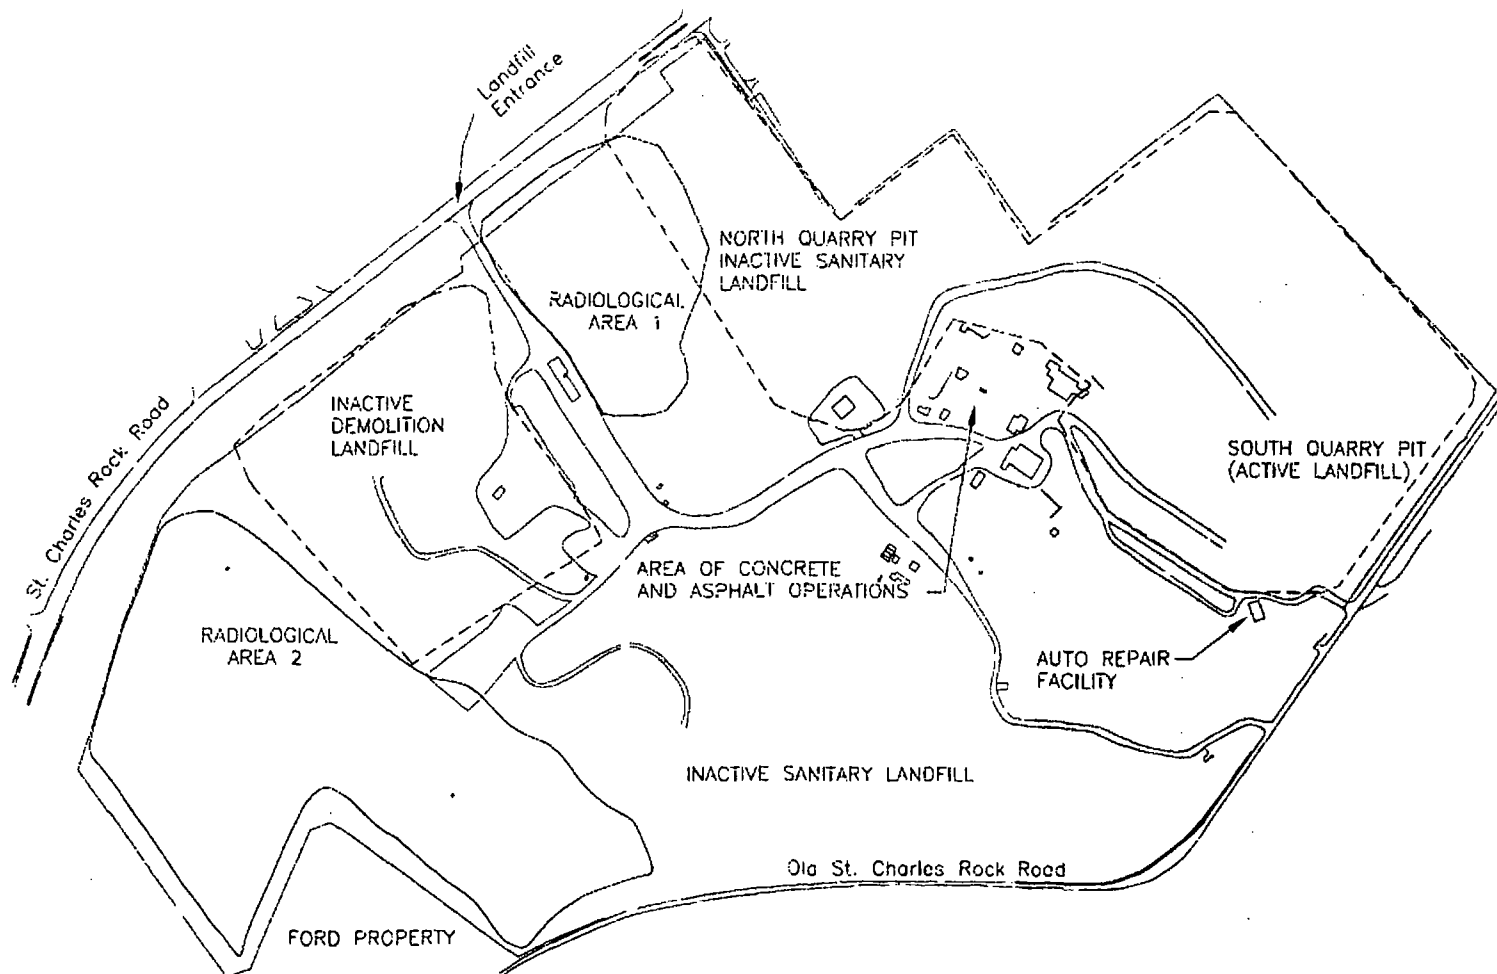 Landfill
Entrance
NORTH QUARRY PIT
INACTIVE SANITARY
LANDFILL
RADIOLOGICAL
AREA 1
INACTIVE
DEMOLITION
LANDFILL
St. Charles Rock Road
SOUTH QUARRY PIT
(ACTIVE LANDFILL)
AREA OF CONCRETE
AND ASPHALT OPERATIONS
RADIOLOGICAL
AREA 2
AUTO REPAIR
FACILITY
INACTIVE SANITARY LANDFILL
Old St. Charles Rock Road
FORD PROPERTY